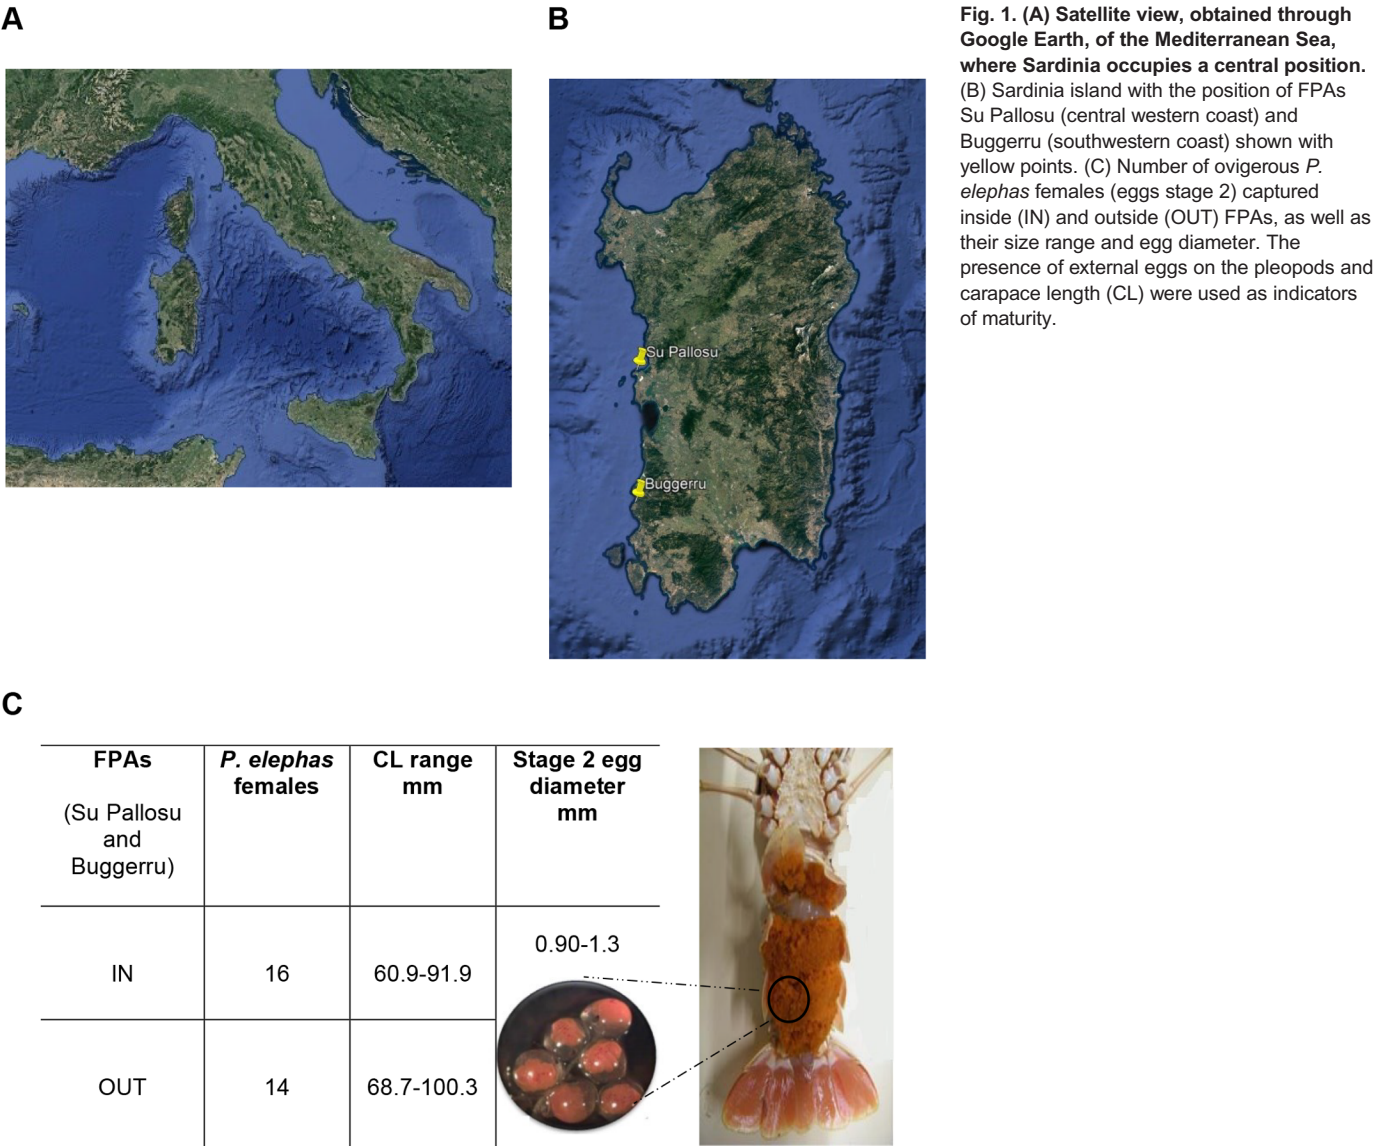 A
B
Fig. 1. (A) Satellite view, obtained through
Google Earth, of the Mediterranean Sea,
where Sardinia occupies a central position.
(B) Sardinia island with the position of FPAs
Su Pallosu (central western coast) and
Buggerru (southwestern coast) shown with
yellow points. (C) Number of ovigerous P.
elephas females (eggs stage 2) captured
inside (IN) and outside (OUT) FPAs, as well as
their size range and egg diameter. The
presence of external eggs on the pleopods and
carapace length (CL) were used as indicators
of maturity.
Su Pallosu
Buggerru
C
FPAs
(Su Pallosu
and
Buggerru)
P. elephas
females
CL range
mm
Stage 2 egg
diameter
mm
IN
16
60.9-91.9
0.90-1.3
OUT
14
68.7-100.3